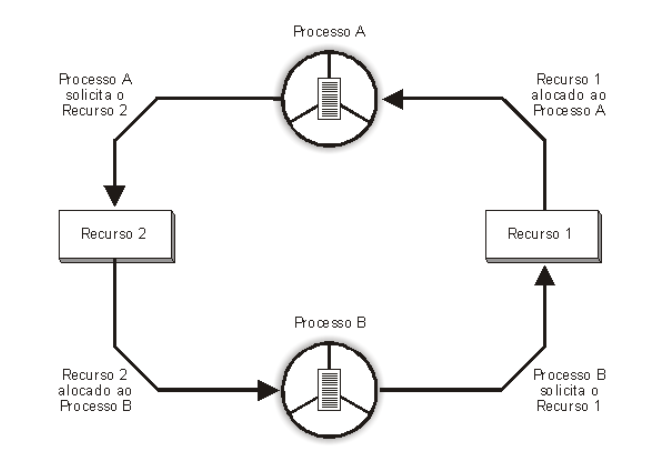 Processo A
Processo A
solicita o
Recurso 2
Recurso 1
alocado ao
Processo A
Recurso 2
Recurso 1
Processo B
Recurso 2
alocado ao
Processo B
Processo B
solicita o
Recurso 1